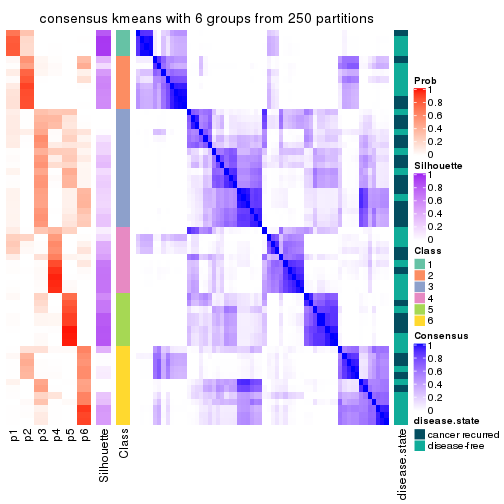 consensus kmeans with 6 groups from 250 partitions
Prob
1
0.8
0.6
0.4
0.2
0
Silhouette
1
0.8
0.6
0.4
0.2
0
Class
1
2
3
4
5
6
Consensus
1
0.8
0.6
0.4
0.2
0
disease.state
cancer recurred
disease-free
p1
p2
p3
p4
p5
p6
Silhouette
Class
disease.state